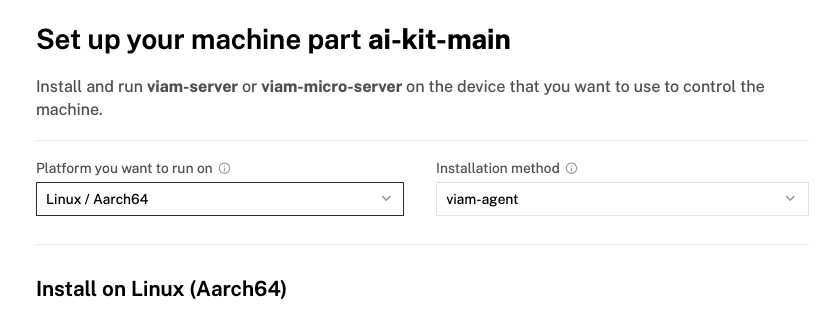 Set up your machine part ai-kit-main
Install and run viam-server or viam-micro-server on the device that you want to use to control the
machine.
Platform you want to run on
Installation method
Linux / Aarch64
viam-agent
Install on Linux (Aarch64)